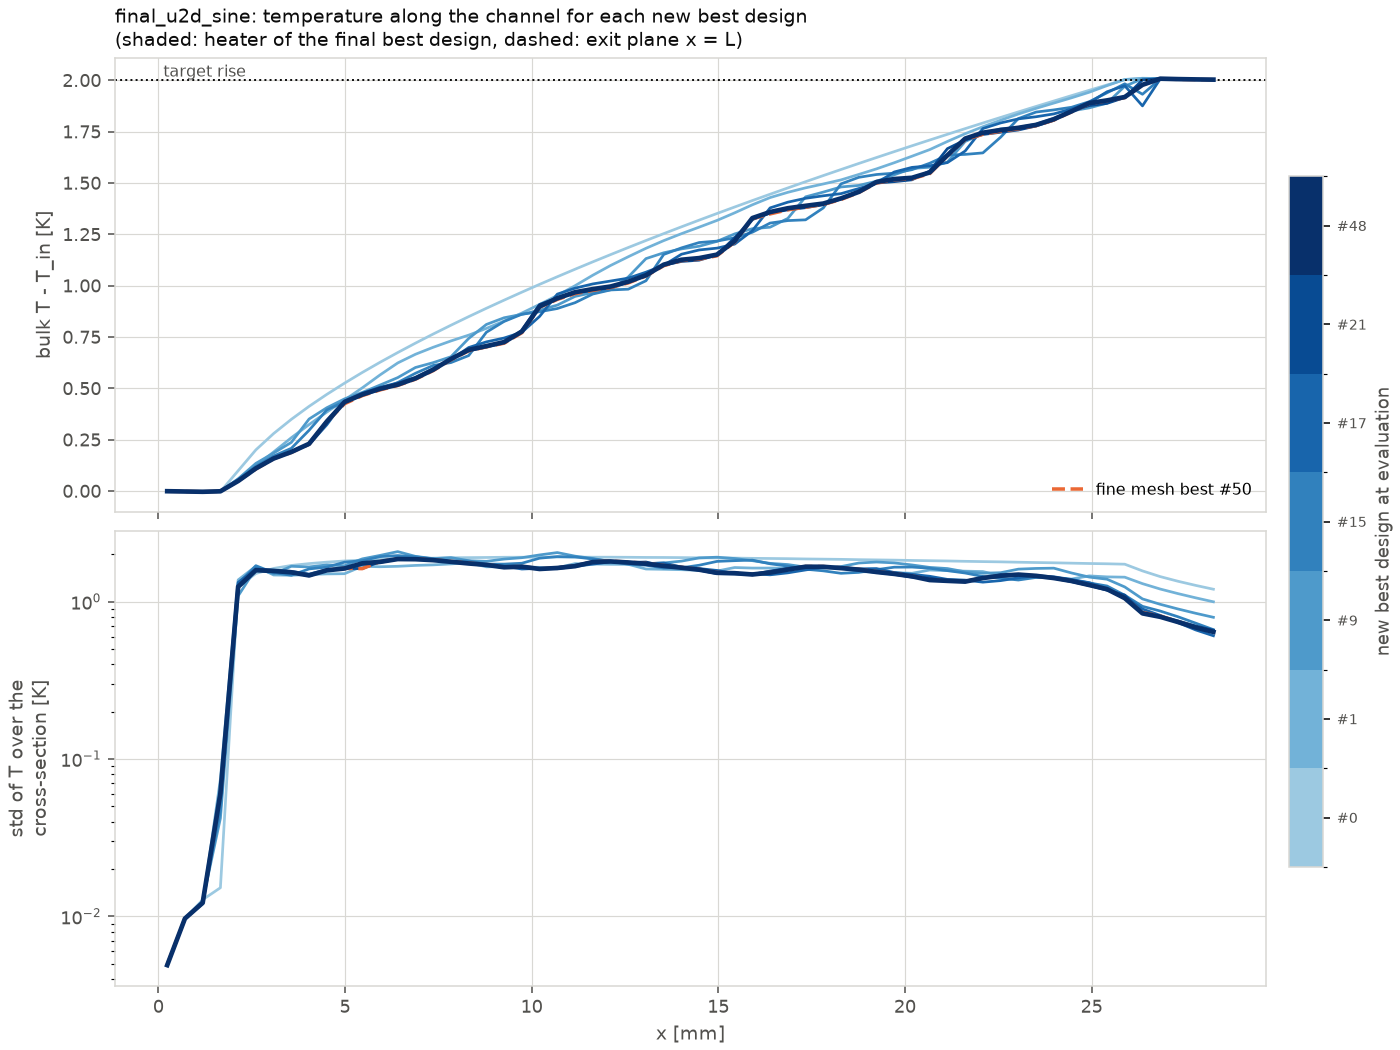 final_u2d_sine: temperature along the channel for each new best design
(shaded: heater of the final best design, dashed: exit plane x = L)
target rise
2.00
1.75
1.50
1.25
1.00
0.75
0.50
0.25
0.00
bulk T - T_in [K]
fine mesh best #50
10⁰
10⁻¹
10⁻²
std of T over the
cross-section [K]
0
5
10
15
20
25
x [mm]
#48
#21
#17
#15
#9
#1
#0
new best design at evaluation